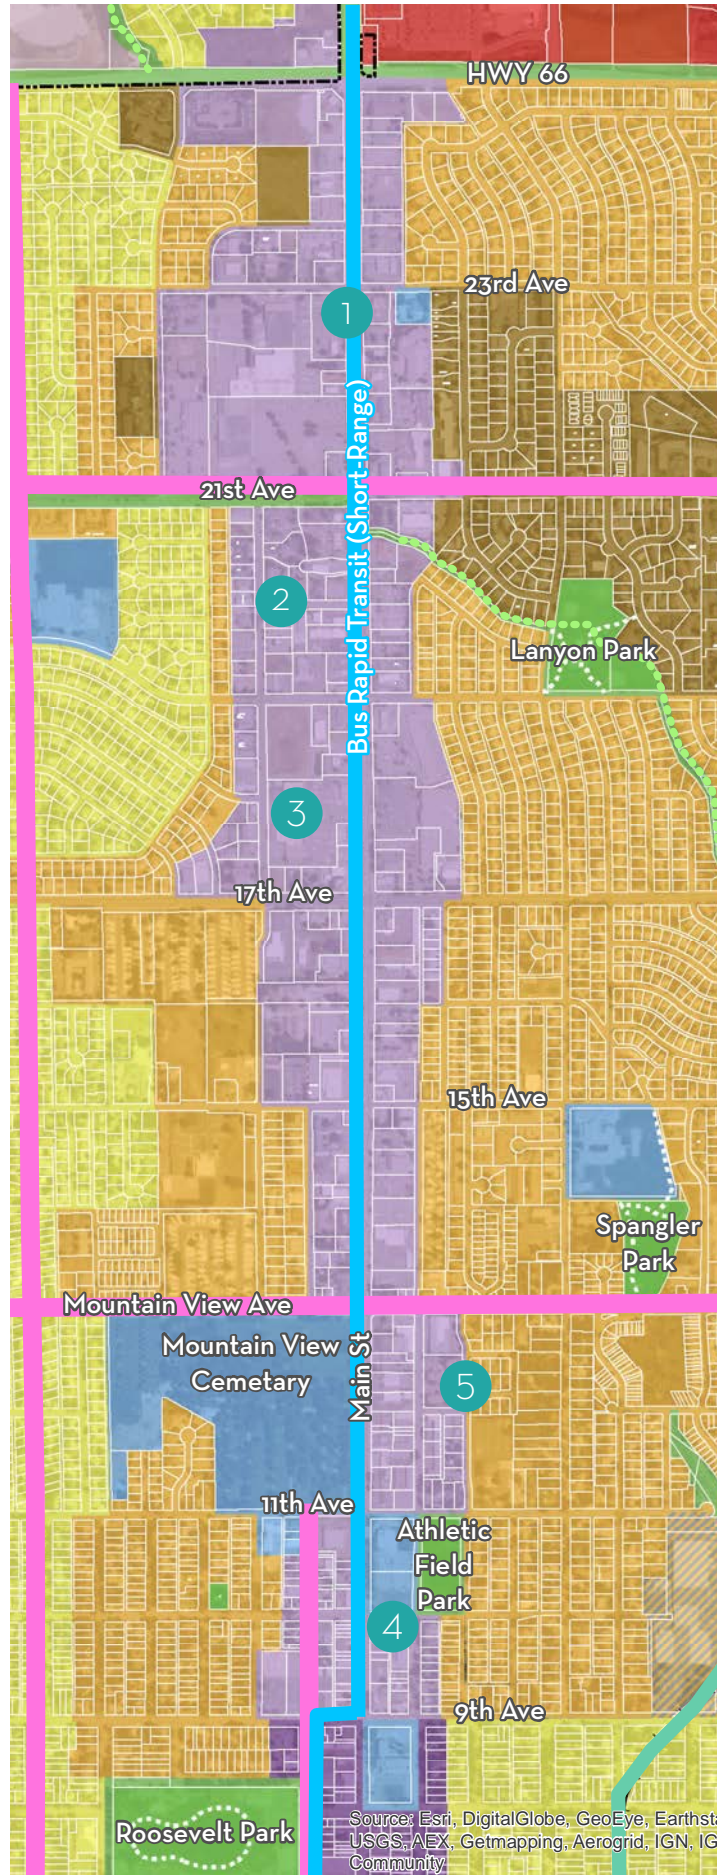 HWY 66
23rd Ave
1
Bus Rapid Transit (Short-Range)
21st Ave
2
Lanyon Park
3
17th Ave
15th Ave
Spangler
Park
Mountain View Ave
Mountain View
Cemetary
Main St
5
11th Ave
Athletic
Field
Park
4
9th Ave
Roosevelt Park
Source: Esri, DigitalGlobe, GeoEye, Earthsta
USGS, AEX, Getmapping, Aerogrid, IGN, IG
Community